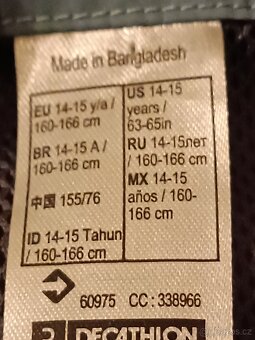 Made in Bangladesh
EU 14-15 y/a /
160-166 cm
BR 14-15 A /
160-166 cm
中国 155/76
ID 14-15 Tahun
/ 160-166 cm
US 14-15
years /
63-65in
RU 14-15лет
/ 160-166 cm
MX 14-15
años / 160-
166 cm
60975 CC : 338966
DECATHLON